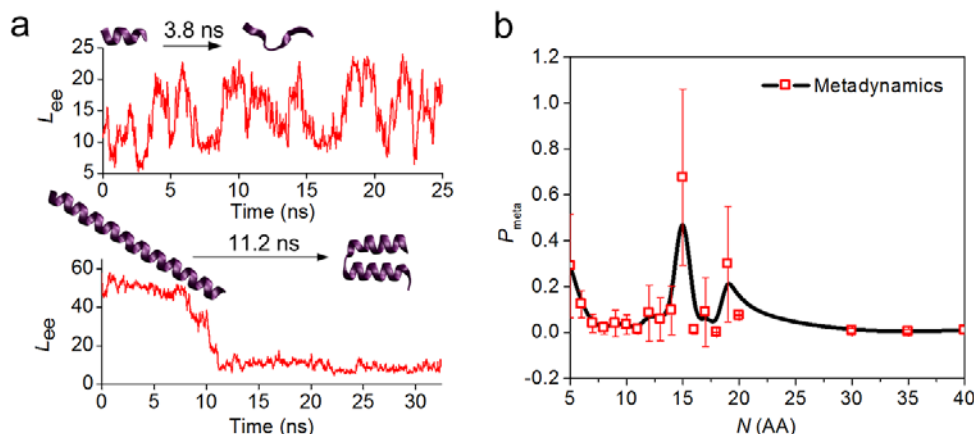 a
3.8 ns
25
20
15
10
5
L_ee
0 5 10 15 20 25
Time (ns)
11.2 ns
60
40
20
0
L_ee
0 5 10 15 20 25 30
Time (ns)
b
1.2
1.0
0.8
0.6
0.4
0.2
0.0
-0.2
P_meta
Metadynamics
5 10 15 20 25 30 35 40
N (AA)